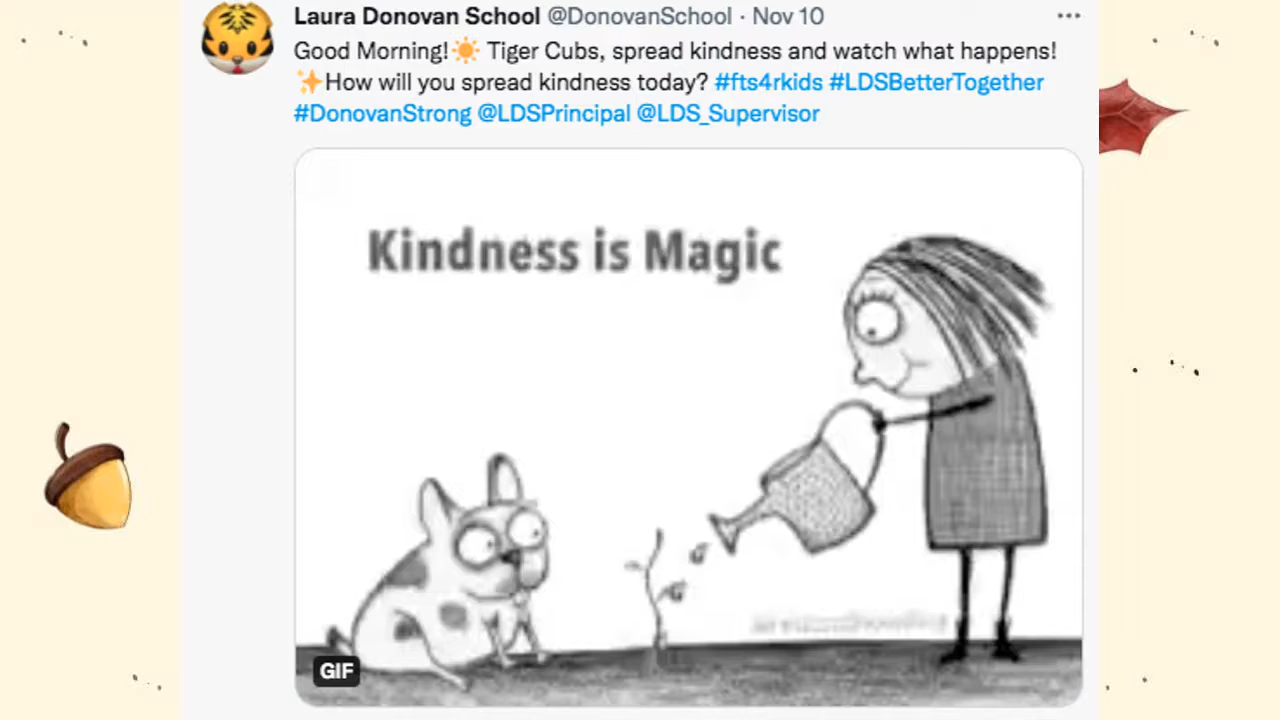 Laura Donovan School @DonovanSchool · Nov 10
Good Morning!☀️ Tiger Cubs, spread kindness and watch what happens!
✨How will you spread kindness today? #fts4rkids #LDSBetterTogether
#DonovanStrong @LDSPrincipal @LDS_Supervisor
Kindness is Magic
GIF